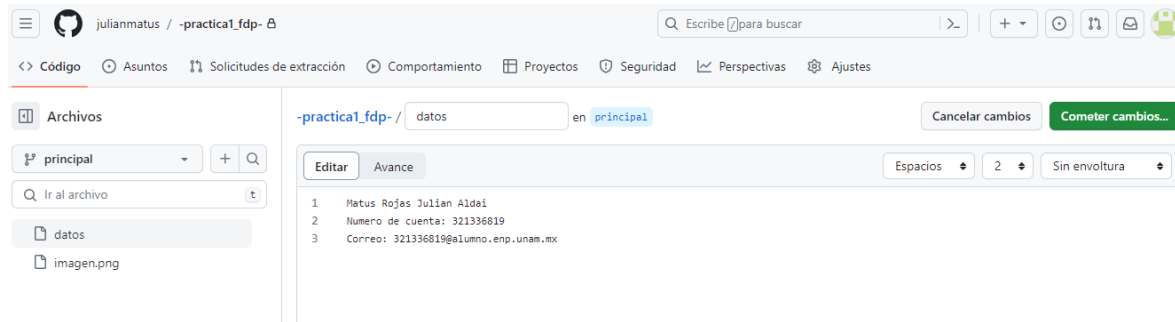 julianmatus / -practica1_fdp-
Escribe / para buscar
<> Código
Asuntos
Solicitudes de extracción
Comportamiento
Proyectos
Seguridad
Perspectivas
Ajustes
Archivos
-practica1_fdp- / datos en principal
Cancelar cambios
Cometer cambios...
principal
Editar
Avance
Espacios
2
Sin envoltura
Ir al archivo
t
datos
imagen.png
1 Matus Rojas Julian Aldai
2 Numero de cuenta: 321336819
3 Correo: 321336819@alumno.enp.unam.mx